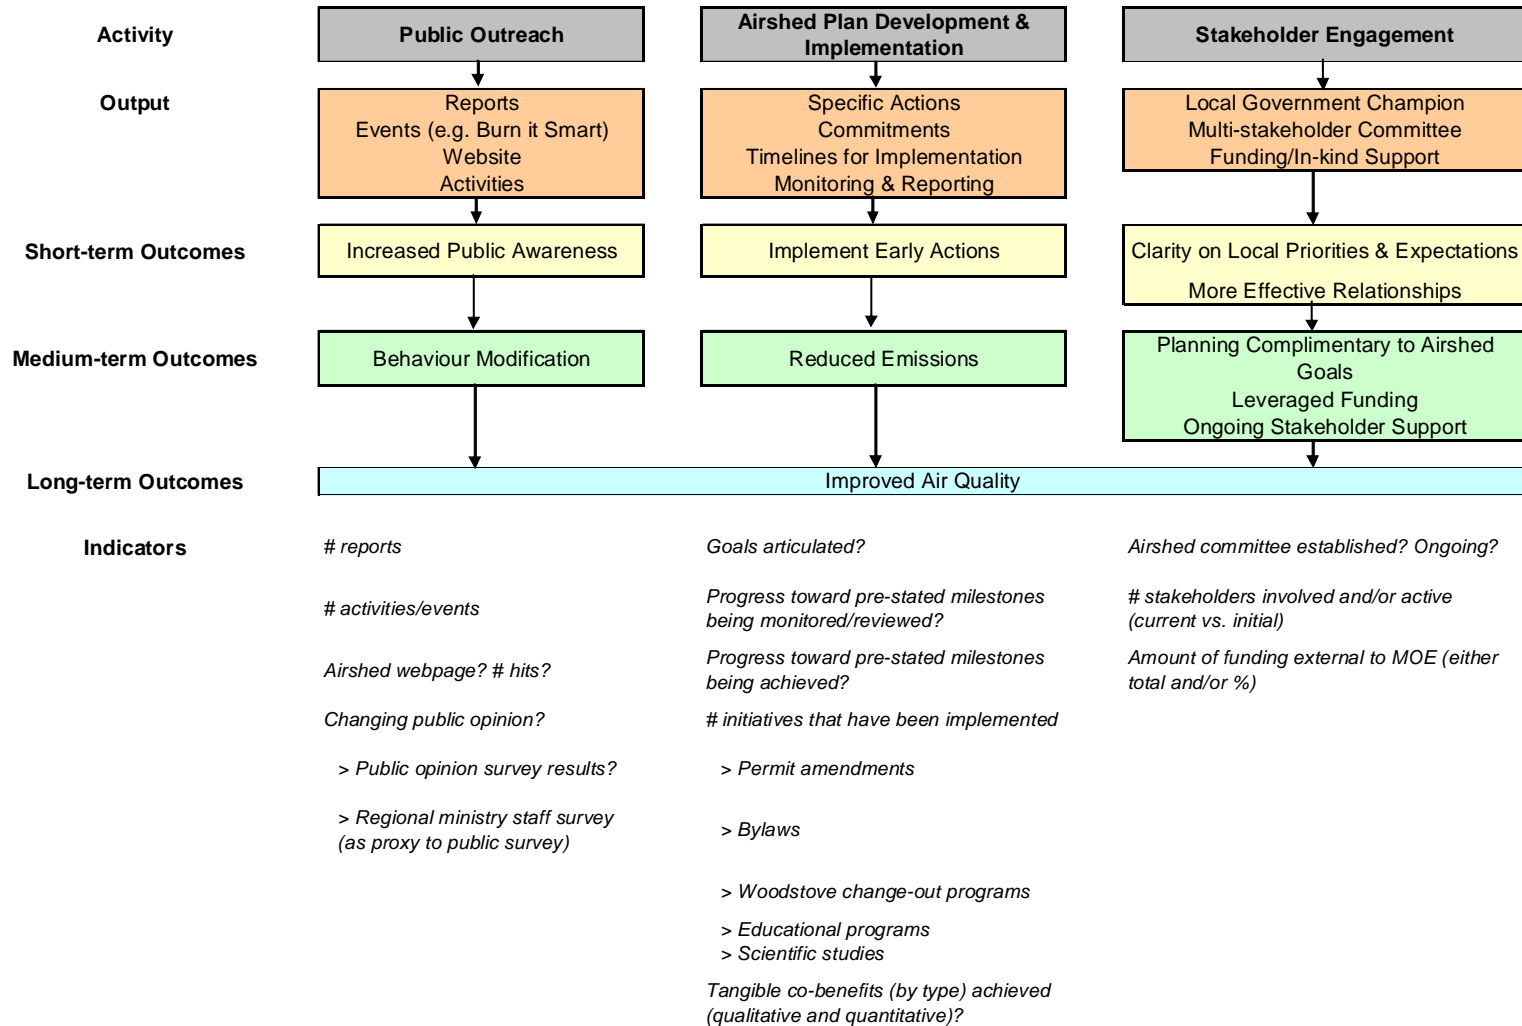 Activity
Public Outreach
Airshed Plan Development &
Implementation
Stakeholder Engagement
Output
Reports
Events (e.g. Burn it Smart)
Website
Activities
Specific Actions
Commitments
Timelines for Implementation
Monitoring & Reporting
Local Government Champion
Multi-stakeholder Committee
Funding/In-kind Support
Short-term Outcomes
Increased Public Awareness
Implement Early Actions
Clarity on Local Priorities & Expectations
More Effective Relationships
Medium-term Outcomes
Behaviour Modification
Reduced Emissions
Planning Complimentary to Airshed
Goals
Leveraged Funding
Ongoing Stakeholder Support
Long-term Outcomes
Improved Air Quality
Indicators
# reports
# activities/events
Airshed webpage? # hits?
Changing public opinion?
> Public opinion survey results?
> Regional ministry staff survey
(as proxy to public survey)
Goals articulated?
Progress toward pre-stated milestones
being monitored/reviewed?
Progress toward pre-stated milestones
being achieved?
# initiatives that have been implemented
> Permit amendments
> Bylaws
> Woodstove change-out programs
> Educational programs
> Scientific studies
Tangible co-benefits (by type) achieved
(qualitative and quantitative)?
Airshed committee established? Ongoing?
# stakeholders involved and/or active
(current vs. initial)
Amount of funding external to MOE (either
total and/or %)